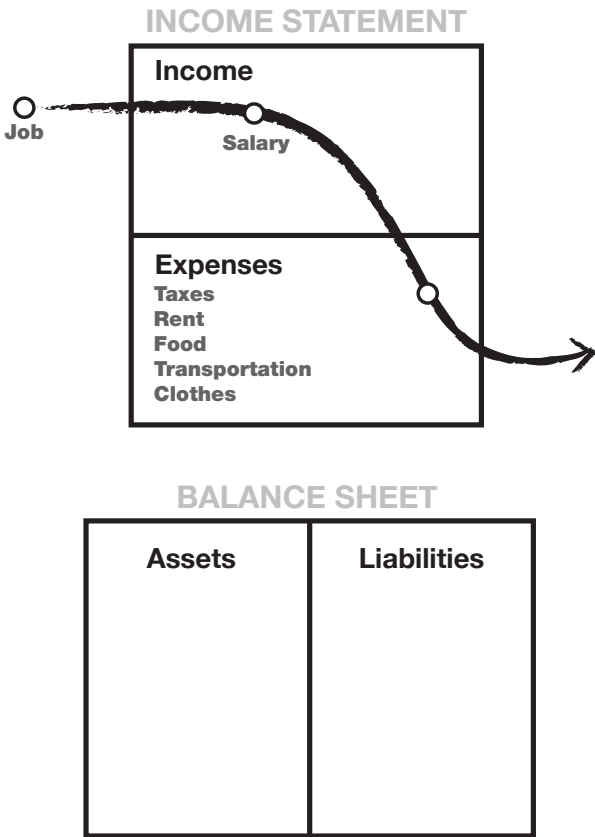 INCOME STATEMENT
Income
Job
Salary
Expenses
Taxes
Rent
Food
Transportation
Clothes
BALANCE SHEET
Assets
Liabilities